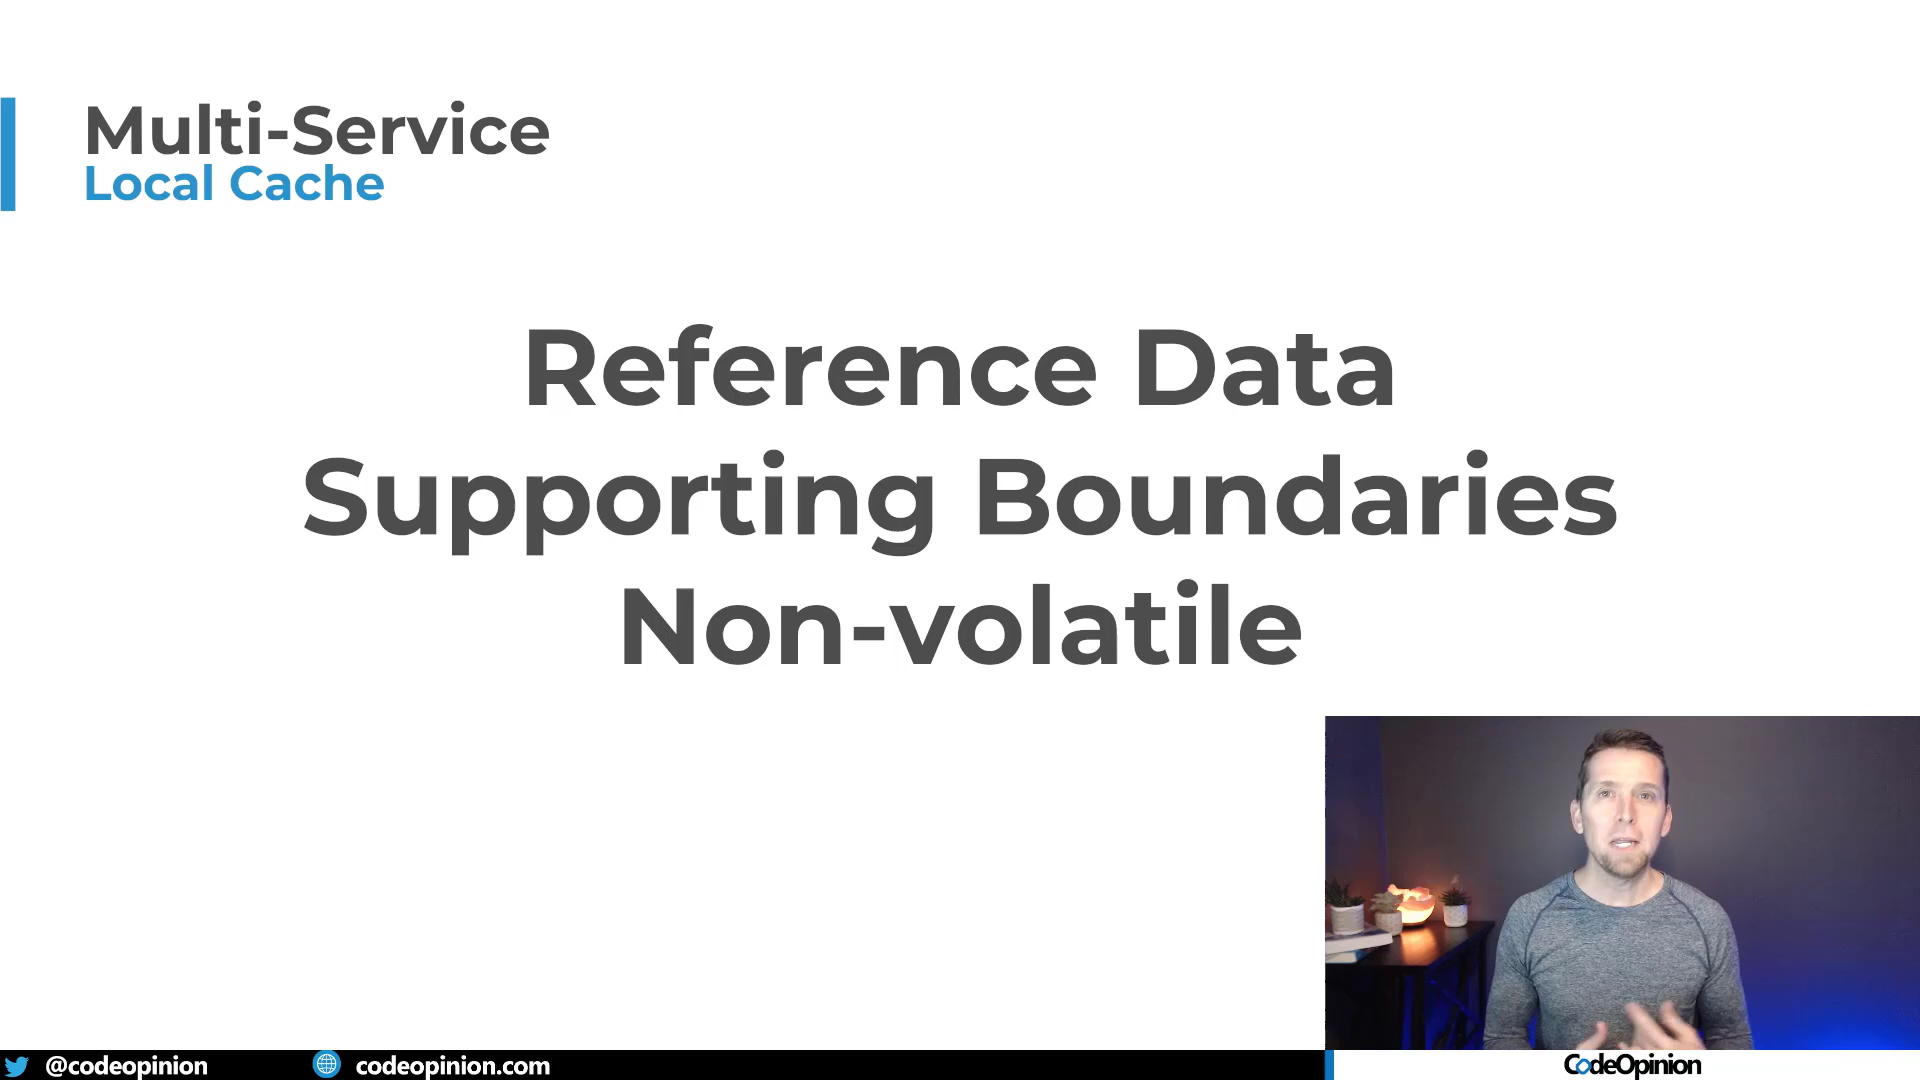 Multi-Service
Local Cache
Reference Data
Supporting Boundaries
Non-volatile
@codeopinion
codeopinion.com
CodeOpinion